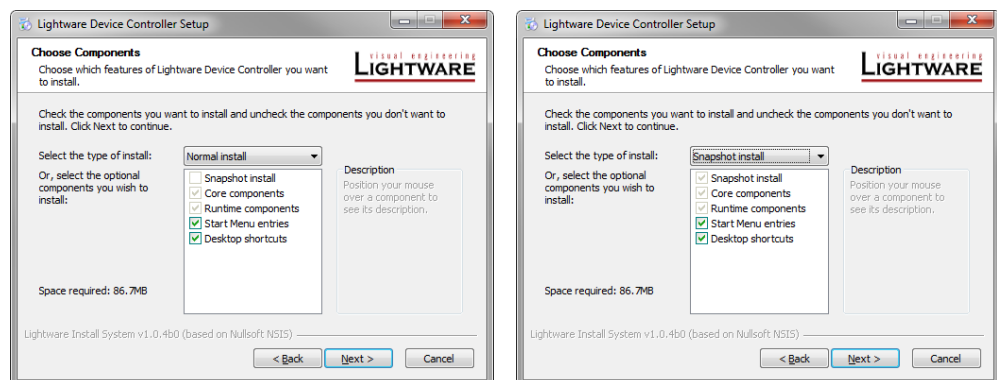 Lightware Device Controller Setup
Choose Components
Choose which features of Lightware Device Controller you want
to install.
visual engineering
LIGHTWARE
Check the components you want to install and uncheck the components you don't want to
install. Click Next to continue.
Select the type of install:
Normal install
Or, select the optional
components you wish to
install:
Snapshot install
Core components
Runtime components
Start Menu entries
Desktop shortcuts
Description
Position your mouse
over a component to
see its description.
Space required: 86.7MB
Lightware Install System v1.0.4b0 (based on Nullsoft NSIS)
< Back
Next >
Cancel
Lightware Device Controller Setup
Choose Components
Choose which features of Lightware Device Controller you want
to install.
visual engineering
LIGHTWARE
Check the components you want to install and uncheck the components you don't want to
install. Click Next to continue.
Select the type of install:
Snapshot install
Or, select the optional
components you wish to
install:
Snapshot install
Core components
Runtime components
Start Menu entries
Desktop shortcuts
Description
Position your mouse
over a component to
see its description.
Space required: 86.7MB
Lightware Install System v1.0.4b0 (based on Nullsoft NSIS)
< Back
Next >
Cancel